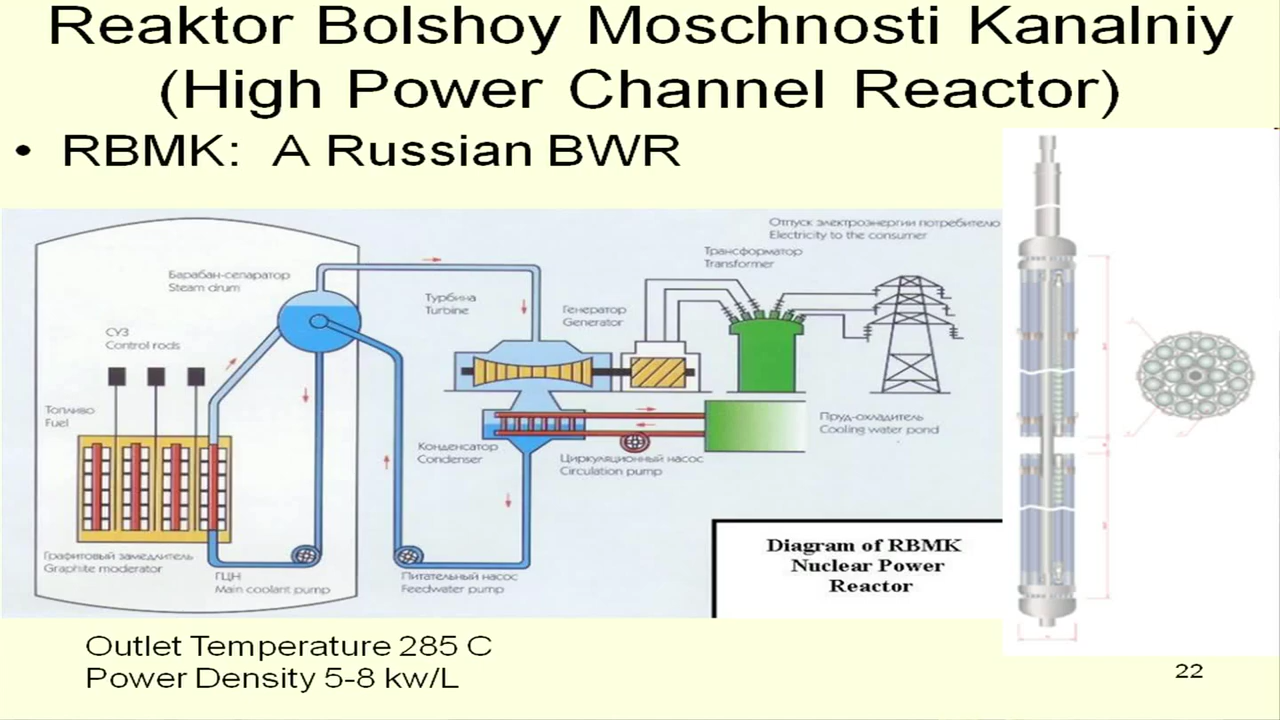 Reaktor Bolshoy Moschnosti Kanalniy
(High Power Channel Reactor)
• RBMK: A Russian BWR
Отпуск электроэнергии потребителю
Electricity to the consumer
Трансформатор
Transformer
Барабан-сепаратор
Steam drum
Турбина
Turbine
Генератор
Generator
СУЗ
Control rods
Топливо
Fuel
Пруд-охладитель
Cooling water pond
Конденсатор
Condenser
Циркуляционный насос
Circulation pump
Графитовый замедлитель
Graphite moderator
ГЦН
Main coolant pump
Питательный насос
Feedwater pump
Diagram of RBMK
Nuclear Power
Reactor
Outlet Temperature 285 C
Power Density 5-8 kw/L
22